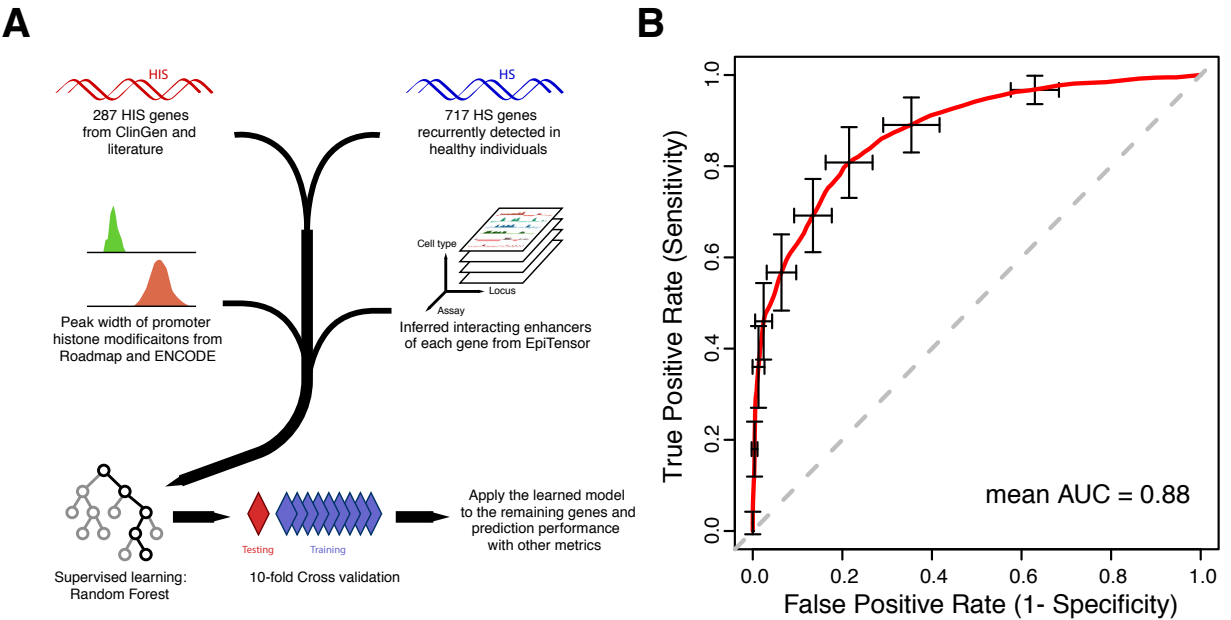 A
HIS
287 HIS genes
from ClinGen and
literature
HS
717 HS genes
recurrently detected in
healthy individuals
Peak width of promoter
histone modificaitons from
Roadmap and ENCODE
Cell type
Locus
Assay
Inferred interacting enhancers
of each gene from EpiTensor
Supervised learning:
Random Forest
Testing
Training
10-fold Cross validation
Apply the learned model
to the remaining genes and
prediction performance
with other metrics
B
True Positive Rate (Sensitivity)
1.0
0.8
0.6
0.4
0.2
0.0
mean AUC = 0.88
0.0 0.2 0.4 0.6 0.8 1.0
False Positive Rate (1- Specificity)